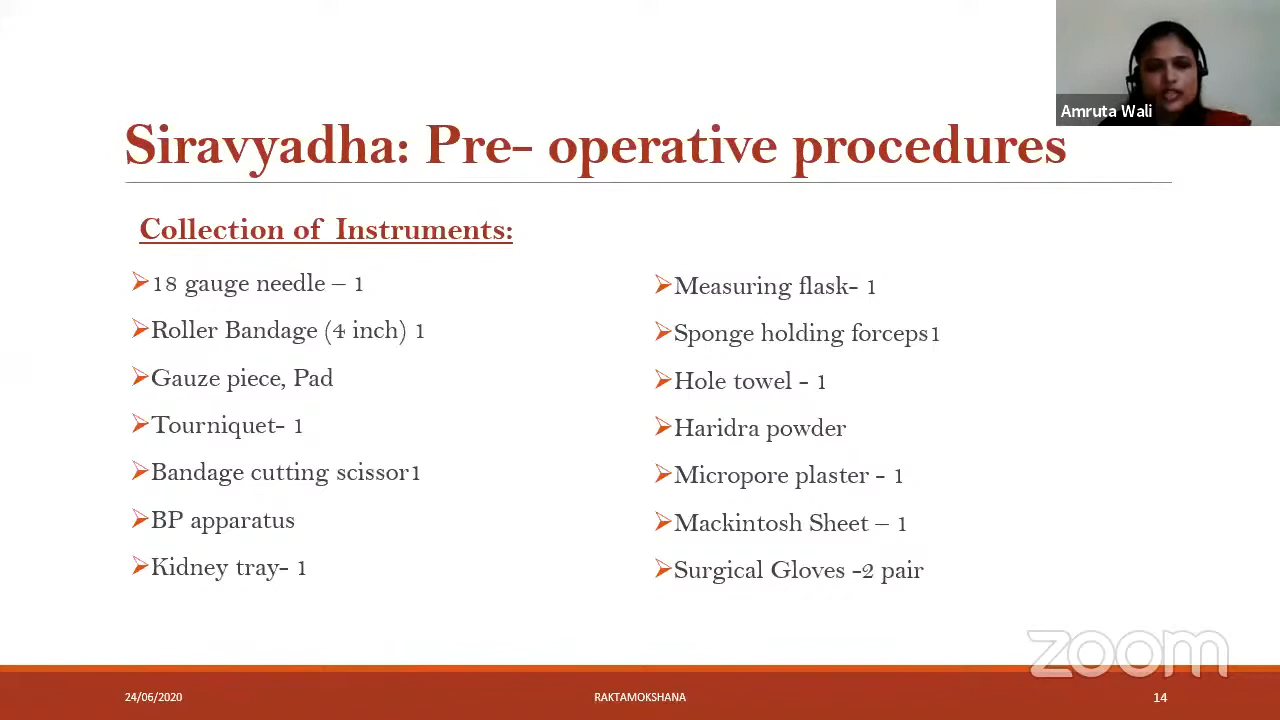 Amruta Wali
Siravyadha: Pre- operative procedures
Collection of Instruments:
18 gauge needle – 1
Roller Bandage (4 inch) 1
Gauze piece, Pad
Tourniquet- 1
Bandage cutting scissor1
BP apparatus
Kidney tray- 1
Measuring flask- 1
Sponge holding forceps1
Hole towel - 1
Haridra powder
Micropore plaster - 1
Mackintosh Sheet – 1
Surgical Gloves -2 pair
zoom
24/06/2020
RAKTAMOKSHANA
14